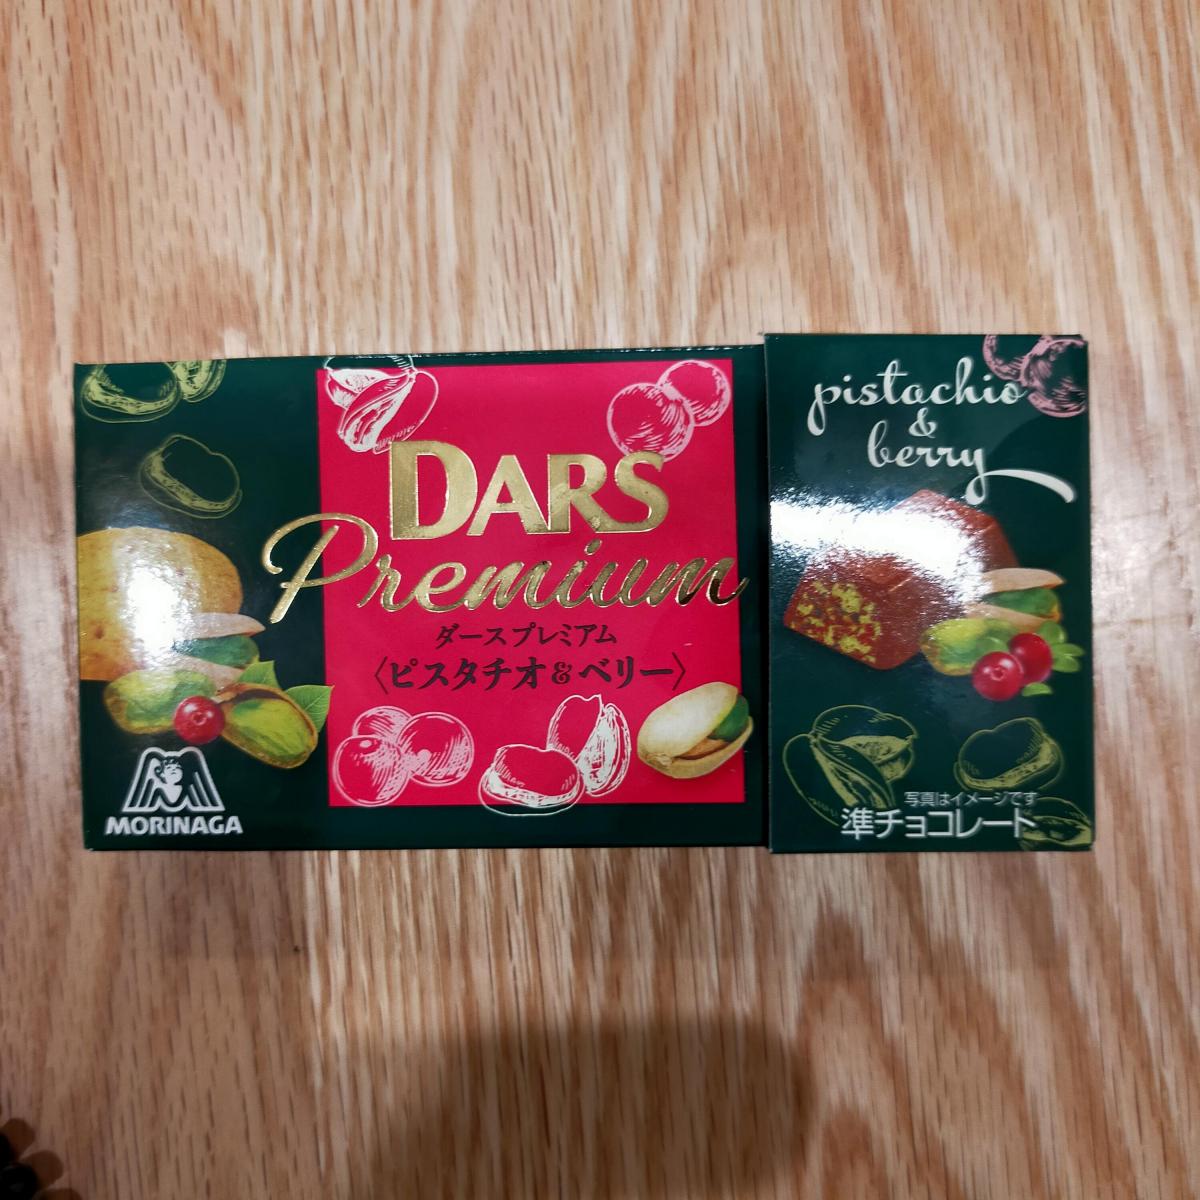 DARS
Premium
ダースプレミアム
〈ピスタチオ&ベリー〉
MORINAGA
pistachio
&
berry
写真はイメージです
準チョコレート